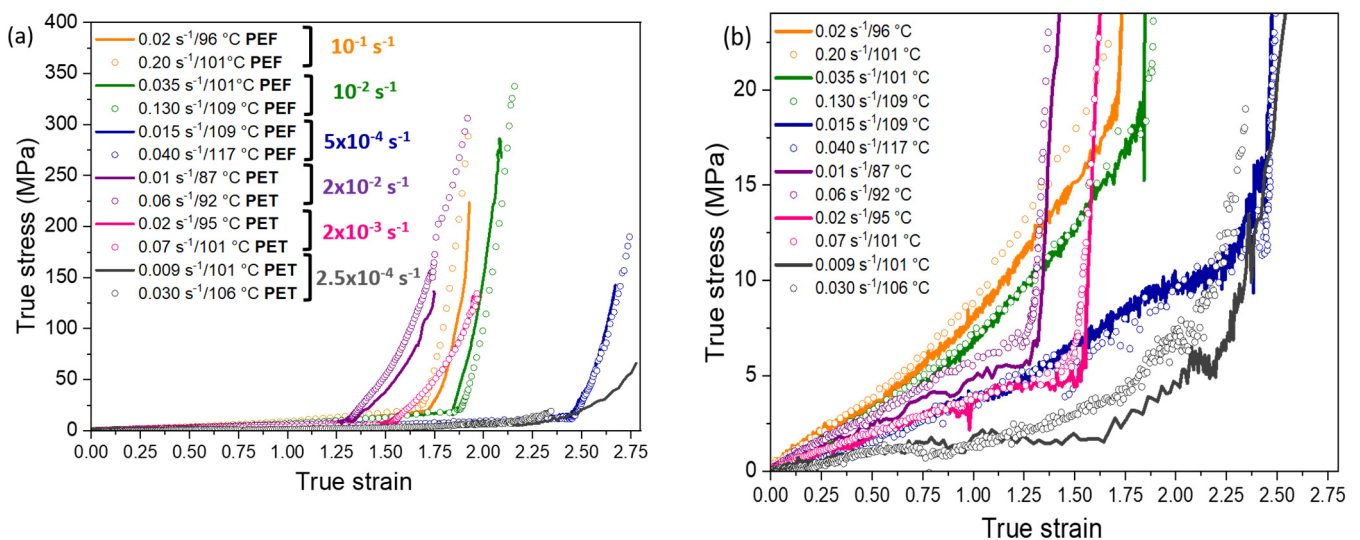 (a)
400
350
300
250
200
150
100
50
0
True stress (MPa)
0.02 s⁻¹/96 °C PEF
0.20 s⁻¹/101°C PEF
10⁻¹ s⁻¹
0.035 s⁻¹/101°C PEF
0.130 s⁻¹/109 °C PEF
10⁻² s⁻¹
0.015 s⁻¹/109 °C PEF
0.040 s⁻¹/117 °C PEF
5x10⁻⁴ s⁻¹
0.01 s⁻¹/87 °C PET
0.06 s⁻¹/92 °C PET
2x10⁻² s⁻¹
0.02 s⁻¹/95 °C PET
0.07 s⁻¹/101 °C PET
2x10⁻³ s⁻¹
0.009 s⁻¹/101 °C PET
0.030 s⁻¹/106 °C PET
2.5x10⁻⁴ s⁻¹
0.00 0.25 0.50 0.75 1.00 1.25 1.50 1.75 2.00 2.25 2.50 2.75
True strain
(b)
20
15
10
5
0
True stress (MPa)
0.02 s⁻¹/96 °C
0.20 s⁻¹/101 °C
0.035 s⁻¹/101 °C
0.130 s⁻¹/109 °C
0.015 s⁻¹/109 °C
0.040 s⁻¹/117 °C
0.01 s⁻¹/87 °C
0.06 s⁻¹/92 °C
0.02 s⁻¹/95 °C
0.07 s⁻¹/101 °C
0.009 s⁻¹/101 °C
0.030 s⁻¹/106 °C
0.00 0.25 0.50 0.75 1.00 1.25 1.50 1.75 2.00 2.25 2.50 2.75
True strain